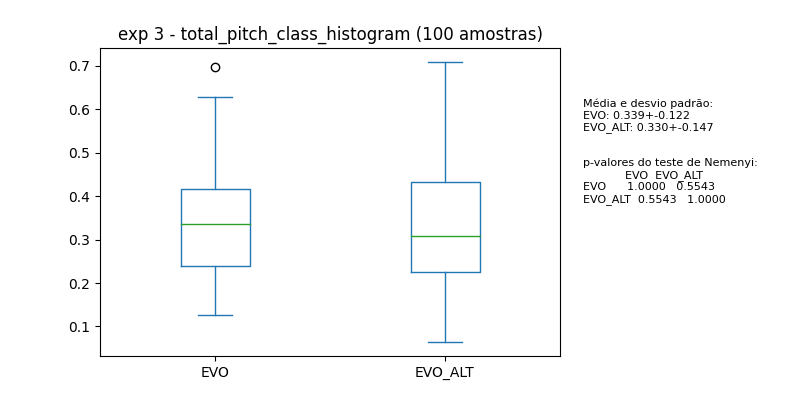 exp 3 - total_pitch_class_histogram (100 amostras)
0.7
0.6
0.5
0.4
0.3
0.2
0.1
EVO
EVO_ALT
Média e desvio padrão:
EVO: 0.339+-0.122
EVO_ALT: 0.330+-0.147
p-valores do teste de Nemenyi:
EVO EVO_ALT
EVO 1.0000 0.5543
EVO_ALT 0.5543 1.0000